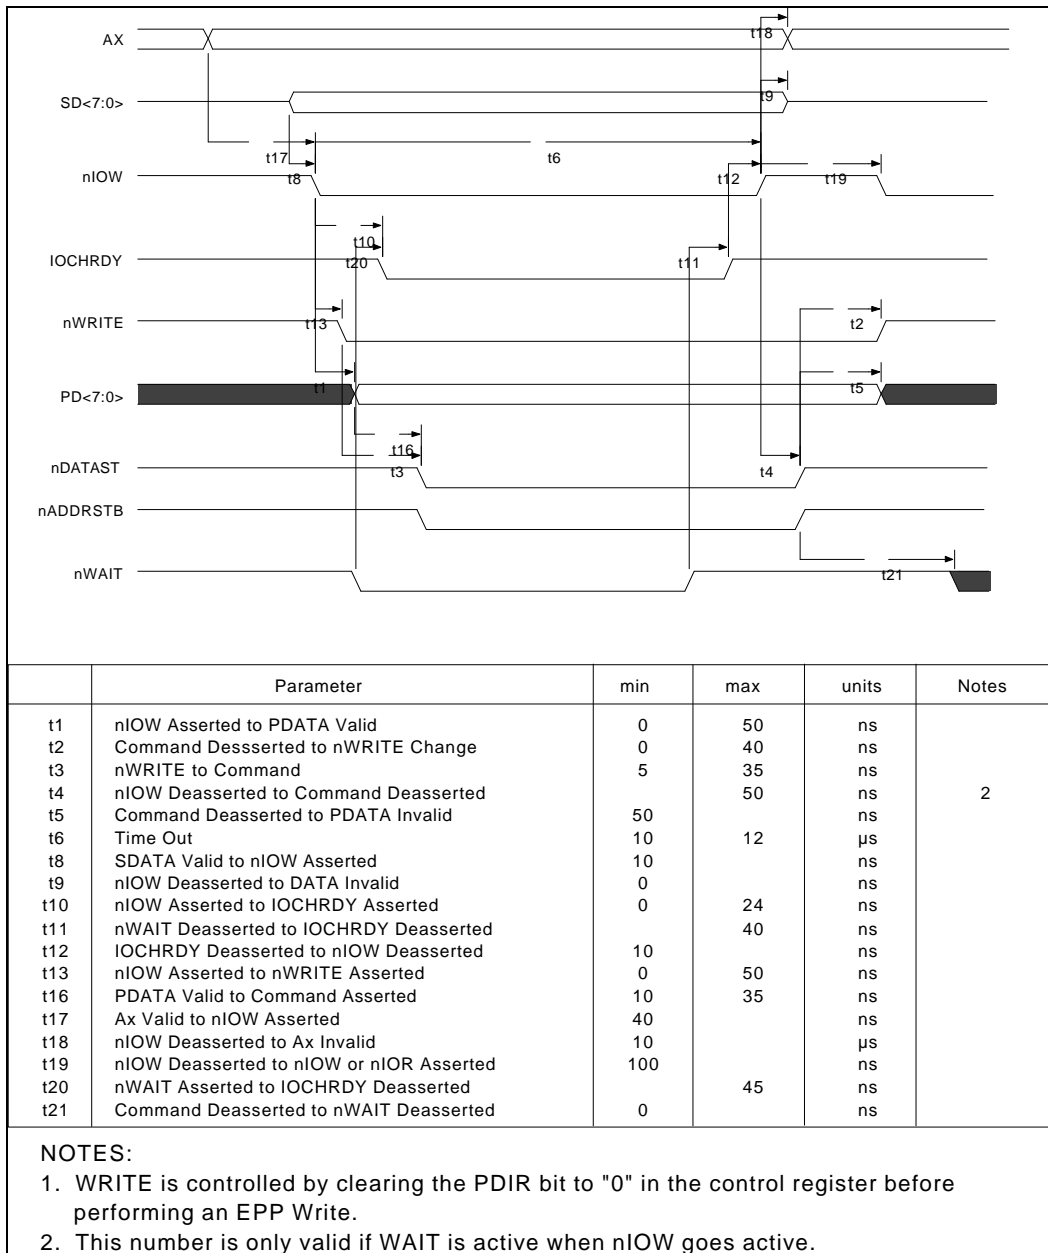 AX
t18
SD<7:0>
t9
t17
t6
nIOW
t8
t12
t19
t10
IOCHRDY
t20
t11
nWRITE
t13
t2
PD<7:0>
t1
t5
t16
nDATAST
t3
t4
nADDRSTB
nWAIT
t21
Parameter min max units Notes
t1 nIOW Asserted to PDATA Valid 0 50 ns
t2 Command Dessserted to nWRITE Change 0 40 ns
t3 nWRITE to Command 5 35 ns
t4 nIOW Deasserted to Command Deasserted 50 ns 2
t5 Command Deasserted to PDATA Invalid 50 ns
t6 Time Out 10 12 µs
t8 SDATA Valid to nIOW Asserted 10 ns
t9 nIOW Deasserted to DATA Invalid 0 ns
t10 nIOW Asserted to IOCHRDY Asserted 0 24 ns
t11 nWAIT Deasserted to IOCHRDY Deasserted 40 ns
t12 IOCHRDY Deasserted to nIOW Deasserted 10 ns
t13 nIOW Asserted to nWRITE Asserted 0 50 ns
t16 PDATA Valid to Command Asserted 10 35 ns
t17 Ax Valid to nIOW Asserted 40 ns
t18 nIOW Deasserted to Ax Invalid 10 µs
t19 nIOW Deasserted to nIOW or nIOR Asserted 100 ns
t20 nWAIT Asserted to IOCHRDY Deasserted 45 ns
t21 Command Deasserted to nWAIT Deasserted 0 ns
NOTES:
1. WRITE is controlled by clearing the PDIR bit to "0" in the control register before
performing an EPP Write.
2. This number is only valid if WAIT is active when nIOW goes active.